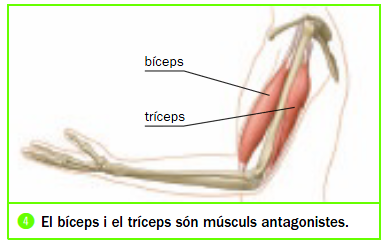 bíceps
tríceps
4 El bíceps i el tríceps són músculs antagonistes.